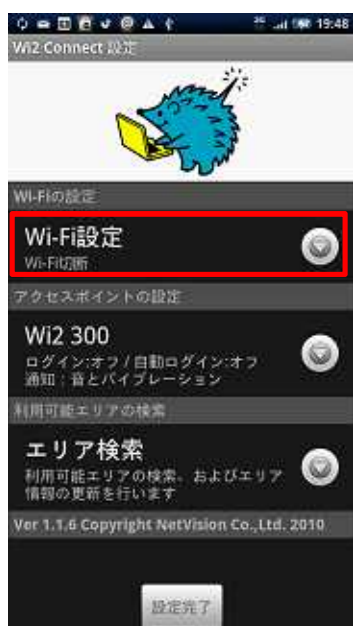 19:48
Wi2 Connect 設定
Wi-Fiの設定
Wi-Fi設定
Wi-Fi切断
アクセスポイントの設定
Wi2 300
ログイン:オフ / 自動ログイン:オフ
通知：音とバイブレーション
利用可能エリアの検索
エリア検索
利用可能エリアの検索、およびエリア
情報の更新を行います
Ver 1.1.6 Copyright NetVision Co.,Ltd. 2010
設定完了